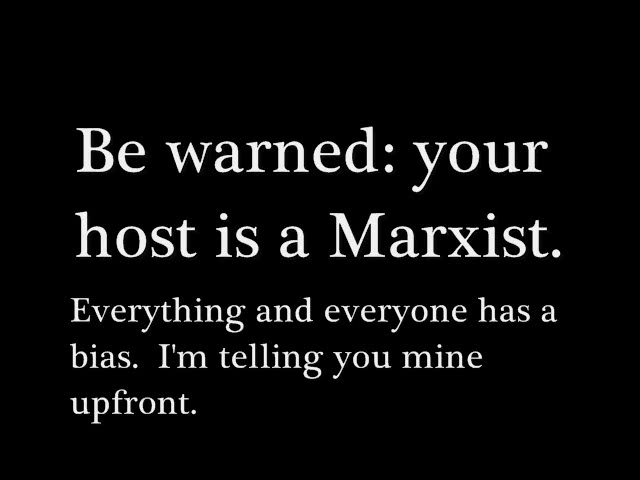 Be warned: your
host is a Marxist.
Everything and everyone has a
bias.  I'm telling you mine
upfront.